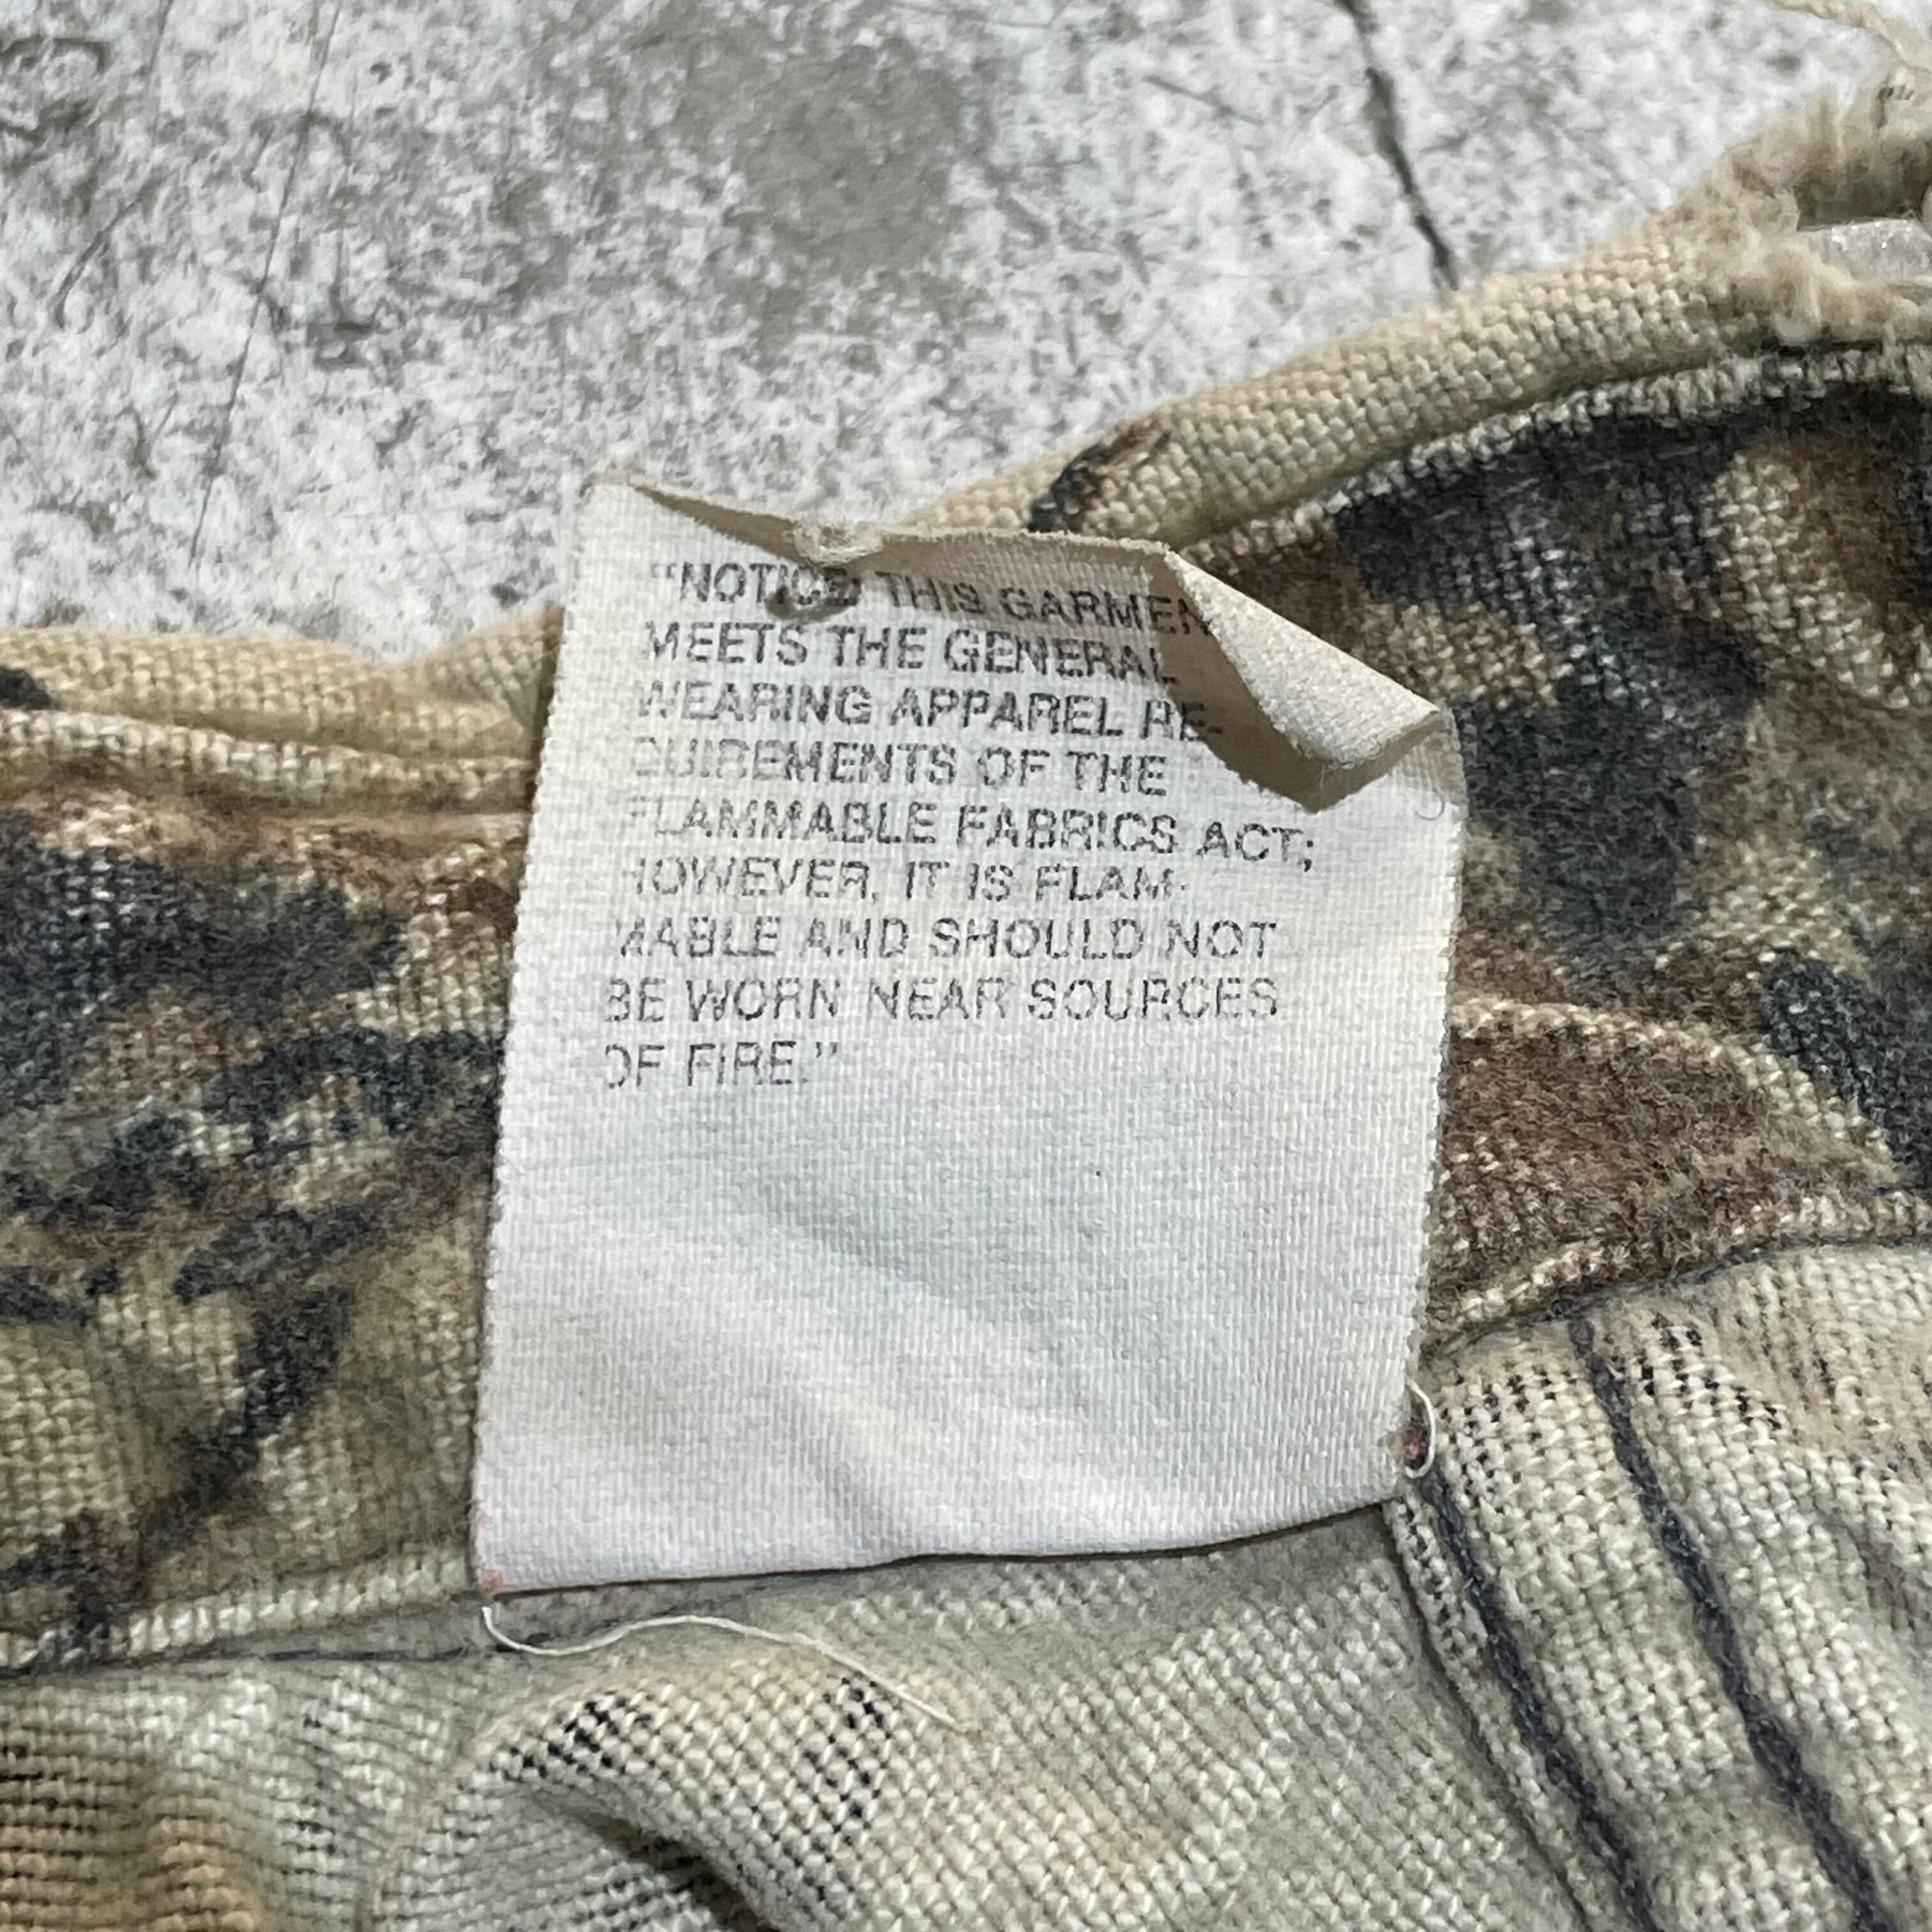 "NOTICE: THIS GARMEN
MEETS THE GENERAL
WEARING APPAREL RE-
QUIREMENTS OF THE
FLAMMABLE FABRICS ACT;
HOWEVER, IT IS FLAM-
MABLE AND SHOULD NOT
BE WORN NEAR SOURCES
OF FIRE."